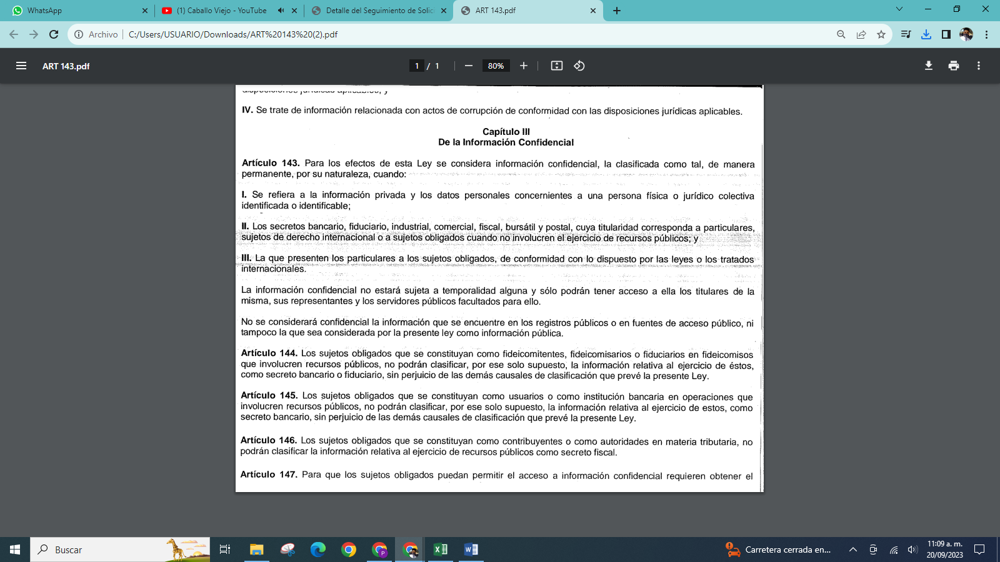 WhatsApp
(1) Caballo Viejo - YouTube
Detalle del Seguimiento de Solici
ART 143.pdf
Archivo
C:/Users/USUARIO/Downloads/ART%20143%20(2).pdf
ART 143.pdf
1 / 1
80%
IV. Se trate de información relacionada con actos de corrupción de conformidad con las disposiciones jurídicas aplicables.
Capítulo III
De la Información Confidencial
Artículo 143. Para los efectos de esta Ley se considera información confidencial, la clasificada como tal, de manera
permanente, por su naturaleza, cuando:
I. Se refiera a la información privada y los datos personales concernientes a una persona física o jurídico colectiva
identificada o identificable;
II. Los secretos bancario, fiduciario, industrial, comercial, fiscal, bursátil y postal, cuya titularidad corresponda a particulares,
sujetos de derecho internacional o a sujetos obligados cuando no involucren el ejercicio de recursos públicos; y
III. La que presenten los particulares a los sujetos obligados, de conformidad con lo dispuesto por las leyes o los tratados
internacionales.
La información confidencial no estará sujeta a temporalidad alguna y sólo podrán tener acceso a ella los titulares de la
misma, sus representantes y los servidores públicos facultados para ello.
No se considerará confidencial la información que se encuentre en los registros públicos o en fuentes de acceso público, ni
tampoco la que sea considerada por la presente ley como información pública.
Artículo 144. Los sujetos obligados que se constituyan como fideicomitentes, fideicomisarios o fiduciarios en fideicomisos
que involucren recursos públicos, no podrán clasificar, por ese solo supuesto, la información relativa al ejercicio de éstos,
como secreto bancario o fiduciario, sin perjuicio de las demás causales de clasificación que prevé la presente Ley.
Artículo 145. Los sujetos obligados que se constituyan como usuarios o como institución bancaria en operaciones que
involucren recursos públicos, no podrán clasificar, por ese solo supuesto, la información relativa al ejercicio de estos, como
secreto bancario, sin perjuicio de las demás causales de clasificación que prevé la presente Ley.
Artículo 146. Los sujetos obligados que se constituyan como contribuyentes o como autoridades en materia tributaria, no
podrán clasificar la información relativa al ejercicio de recursos públicos como secreto fiscal.
Artículo 147. Para que los sujetos obligados puedan permitir el acceso a información confidencial requieren obtener el
Buscar
Carretera cerrada en...
11:09 a. m.
20/09/2023